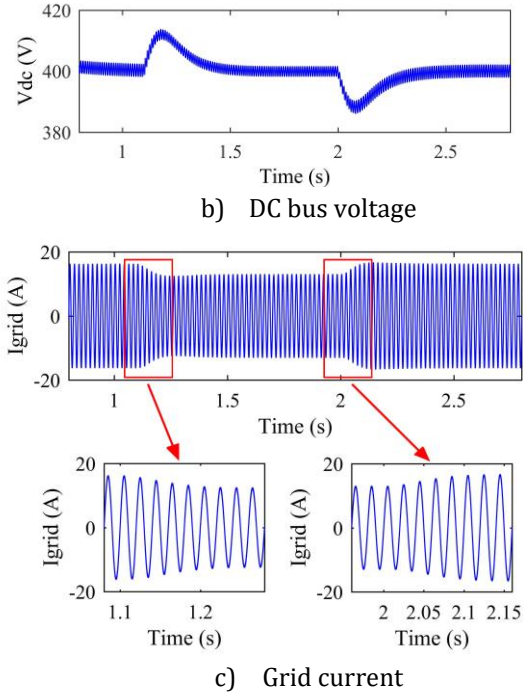 420
400
380
Vdc (V)
1
1.5
2
2.5
Time (s)
b) DC bus voltage
20
0
-20
Igrid (A)
1
1.5
2
2.5
Time (s)
20
0
-20
Igrid (A)
1.1
1.2
Time (s)
20
0
-20
Igrid (A)
2
2.05
2.1
2.15
Time (s)
c) Grid current